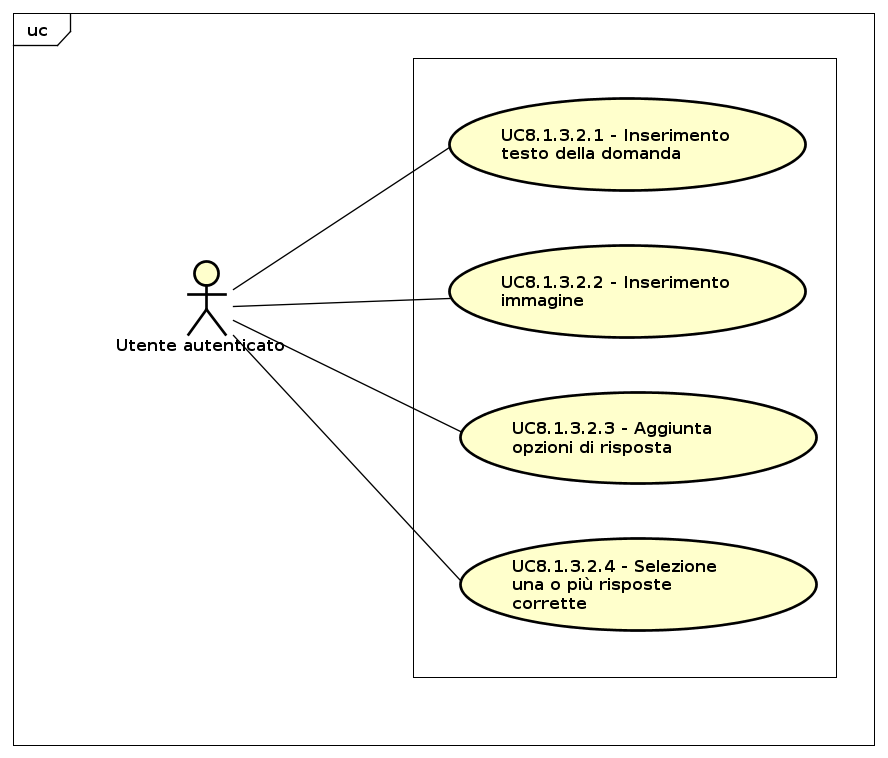 uc
UC8.1.3.2.1 - Inserimento
testo della domanda
UC8.1.3.2.2 - Inserimento
immagine
Utente autenticato
UC8.1.3.2.3 - Aggiunta
opzioni di risposta
UC8.1.3.2.4 - Selezione
una o più risposte
corrette